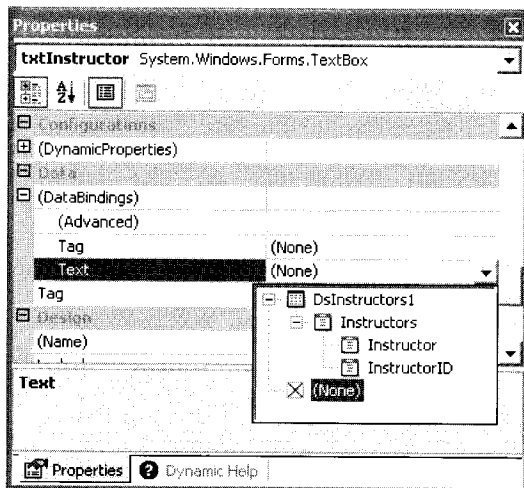 Properties
txtInstructor System.Windows.Forms.TextBox
Configurations
(DynamicProperties)
Data
(DataBindings)
(Advanced)
Tag (None)
Text (None)
Tag
Design
(Name)
DsInstructors1
Instructors
Instructor
InstructorID
(None)
Text
Properties Dynamic Help